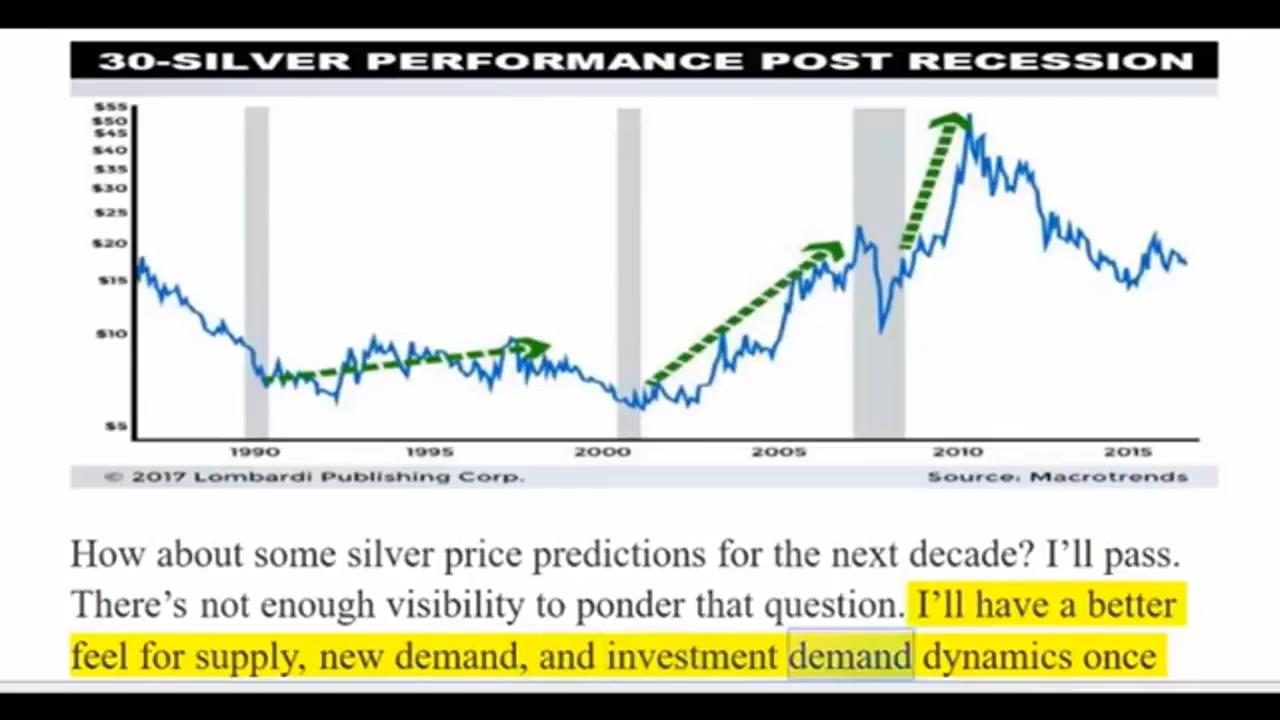 30-SILVER PERFORMANCE POST RECESSION
$55
$50
$45
$40
$35
$30
$25
$20
$15
$10
$5
1990 1995 2000 2005 2010 2015
© 2017 Lombardi Publishing Corp. Source: Macrotrends
How about some silver price predictions for the next decade? I’ll pass.
There’s not enough visibility to ponder that question. I’ll have a better
feel for supply, new demand, and investment demand dynamics once